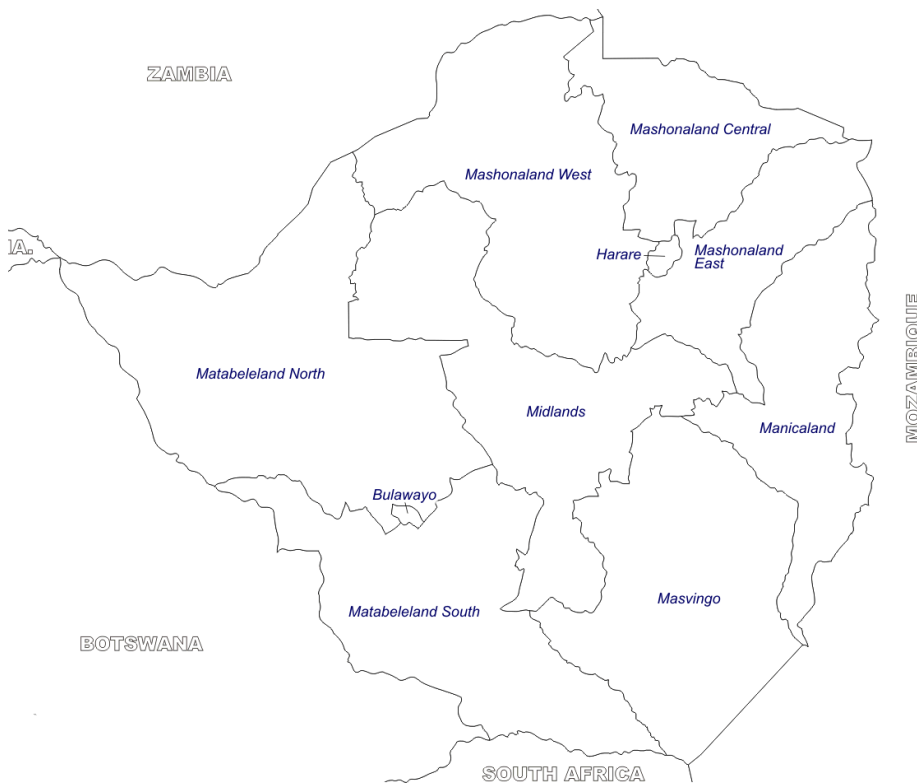 ZAMBIA
Mashonaland Central
Mashonaland West
IA.
Harare
Mashonaland
East
MOZAMBIQUE
Matabeleland North
Midlands
Manicaland
Bulawayo
Masvingo
Matabeleland South
BOTSWANA
SOUTH AFRICA